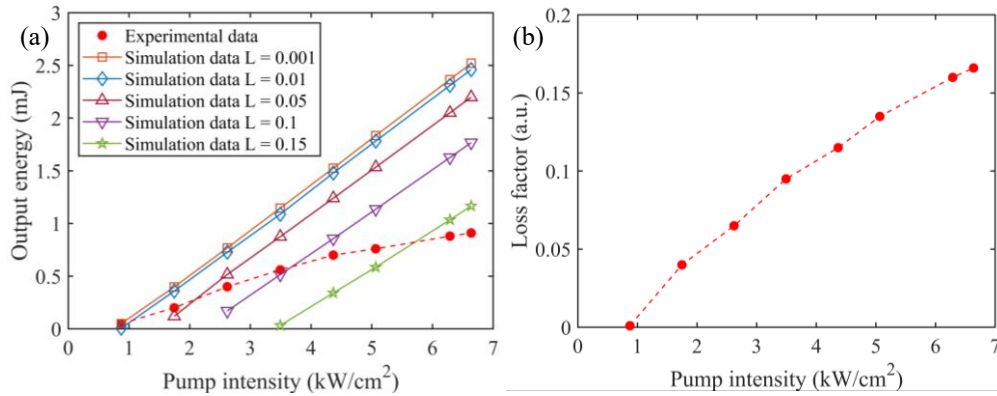 (a)
Output energy (mJ)
3
2.5
2
1.5
1
0.5
0
Experimental data
Simulation data L = 0.001
Simulation data L = 0.01
Simulation data L = 0.05
Simulation data L = 0.1
Simulation data L = 0.15
0 1 2 3 4 5 6 7
Pump intensity (kW/cm²)
(b)
Loss factor (a.u.)
0.15
0.1
0.05
0
0 1 2 3 4 5 6 7
Pump intensity (kW/cm²)